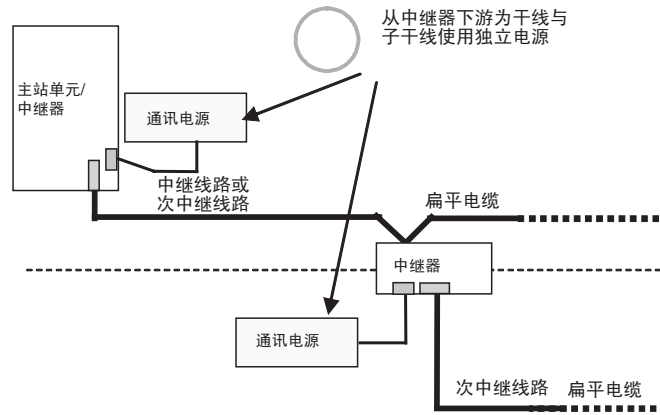 从中继器下游为干线与
子干线使用独立电源
主站单元/
中继器
通讯电源
中继线路或
次中继线路
扁平电缆
中继器
通讯电源
次中继线路
扁平电缆